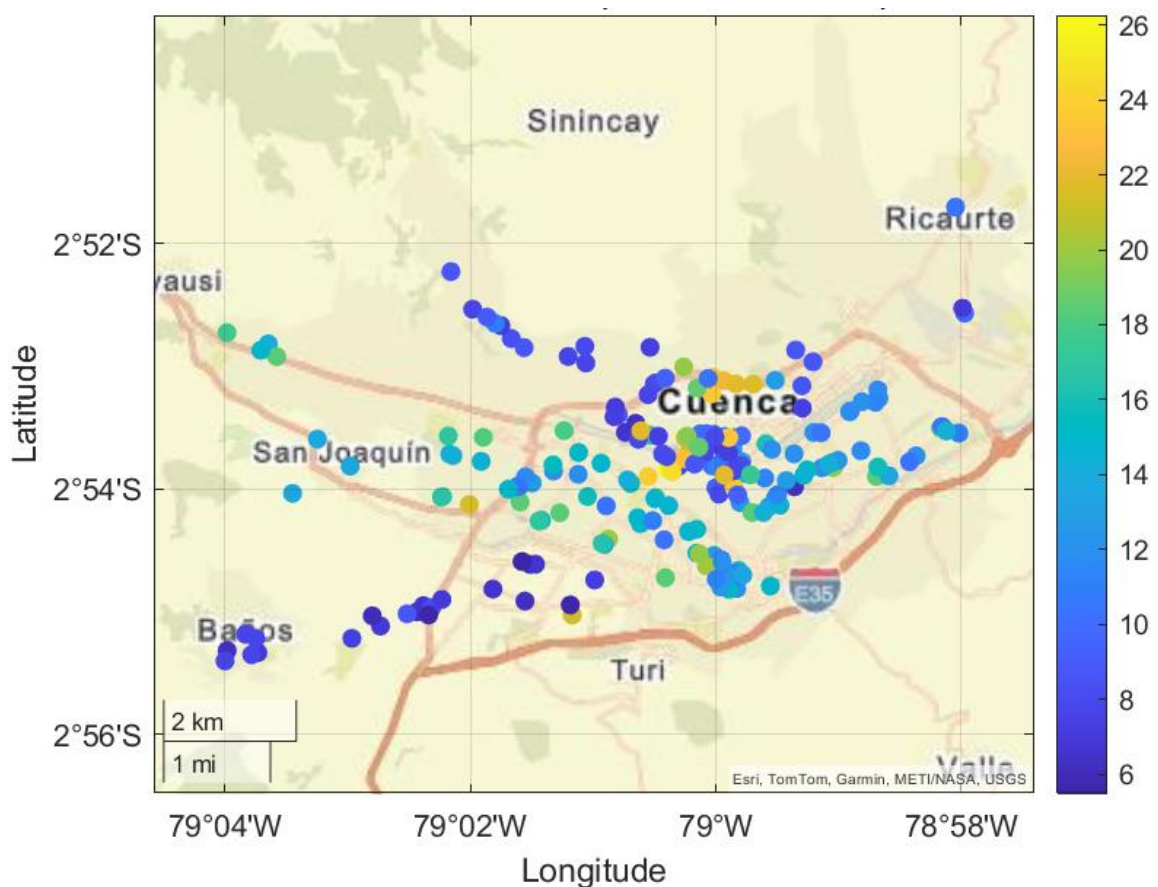 Sinincay
Ricaurte
yausi
Cuenca
San Joaquín
E35
Baños
Turi
Valle
2 km
1 mi
Esri, TomTom, Garmin, METI/NASA, USGS
2°52'S
2°54'S
2°56'S
Latitude
79°04'W
79°02'W
79°W
78°58'W
Longitude
26
24
22
20
18
16
14
12
10
8
6